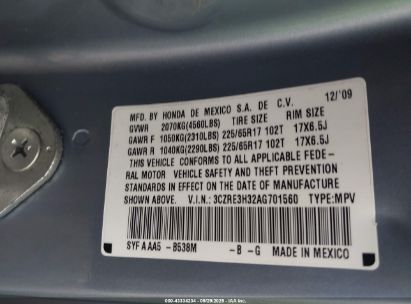 MFD. BY HONDA DE MEXICO S.A. DE C.V. 12/'09
GVWR 2070KG(4560LBS) TIRE SIZE RIM SIZE
GAWR F 1050KG(2310LBS) 225/65R17 102T 17X6.5J
GAWR R 1040KG(2290LBS) 225/65R17 102T 17X6.5J
THIS VEHICLE CONFORMS TO ALL APPLICABLE FEDE-
RAL MOTOR VEHICLE SAFETY AND THEFT PREVENTION
STANDARDS IN EFFECT ON THE DATE OF MANUFACTURE
SHOWN ABOVE. V.I.N.: 3CZRE3H32AG701560 TYPE:MPV
SYF A AA5 - B538M - B - G MADE IN MEXICO